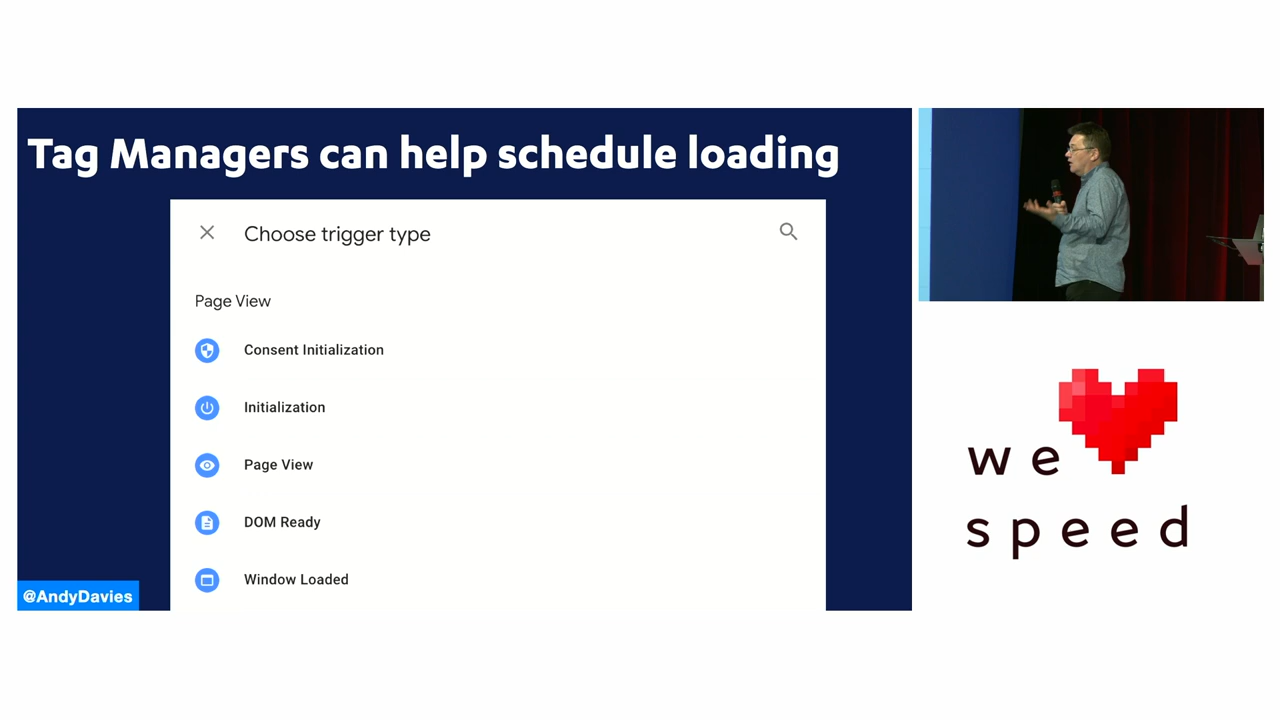 Tag Managers can help schedule loading
Choose trigger type
Page View
Consent Initialization
Initialization
Page View
DOM Ready
Window Loaded
@AndyDavies
we
speed